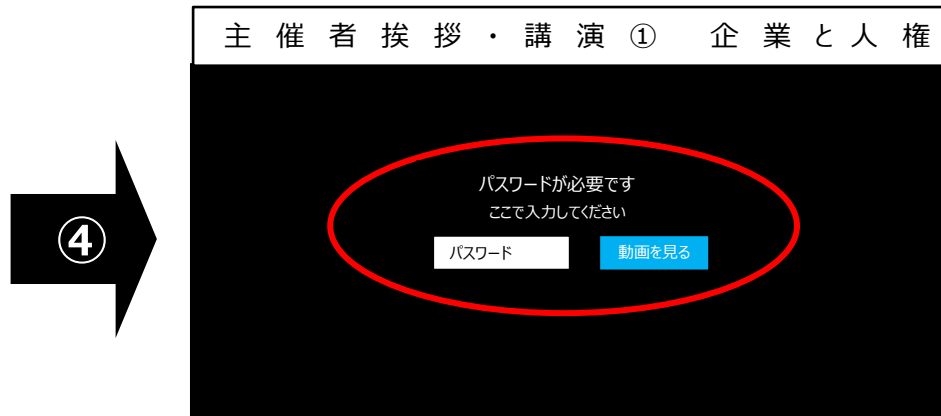 主催者挨拶・講演① 企業と人権
④
パスワードが必要です
ここで入力してください
パスワード 動画を見る